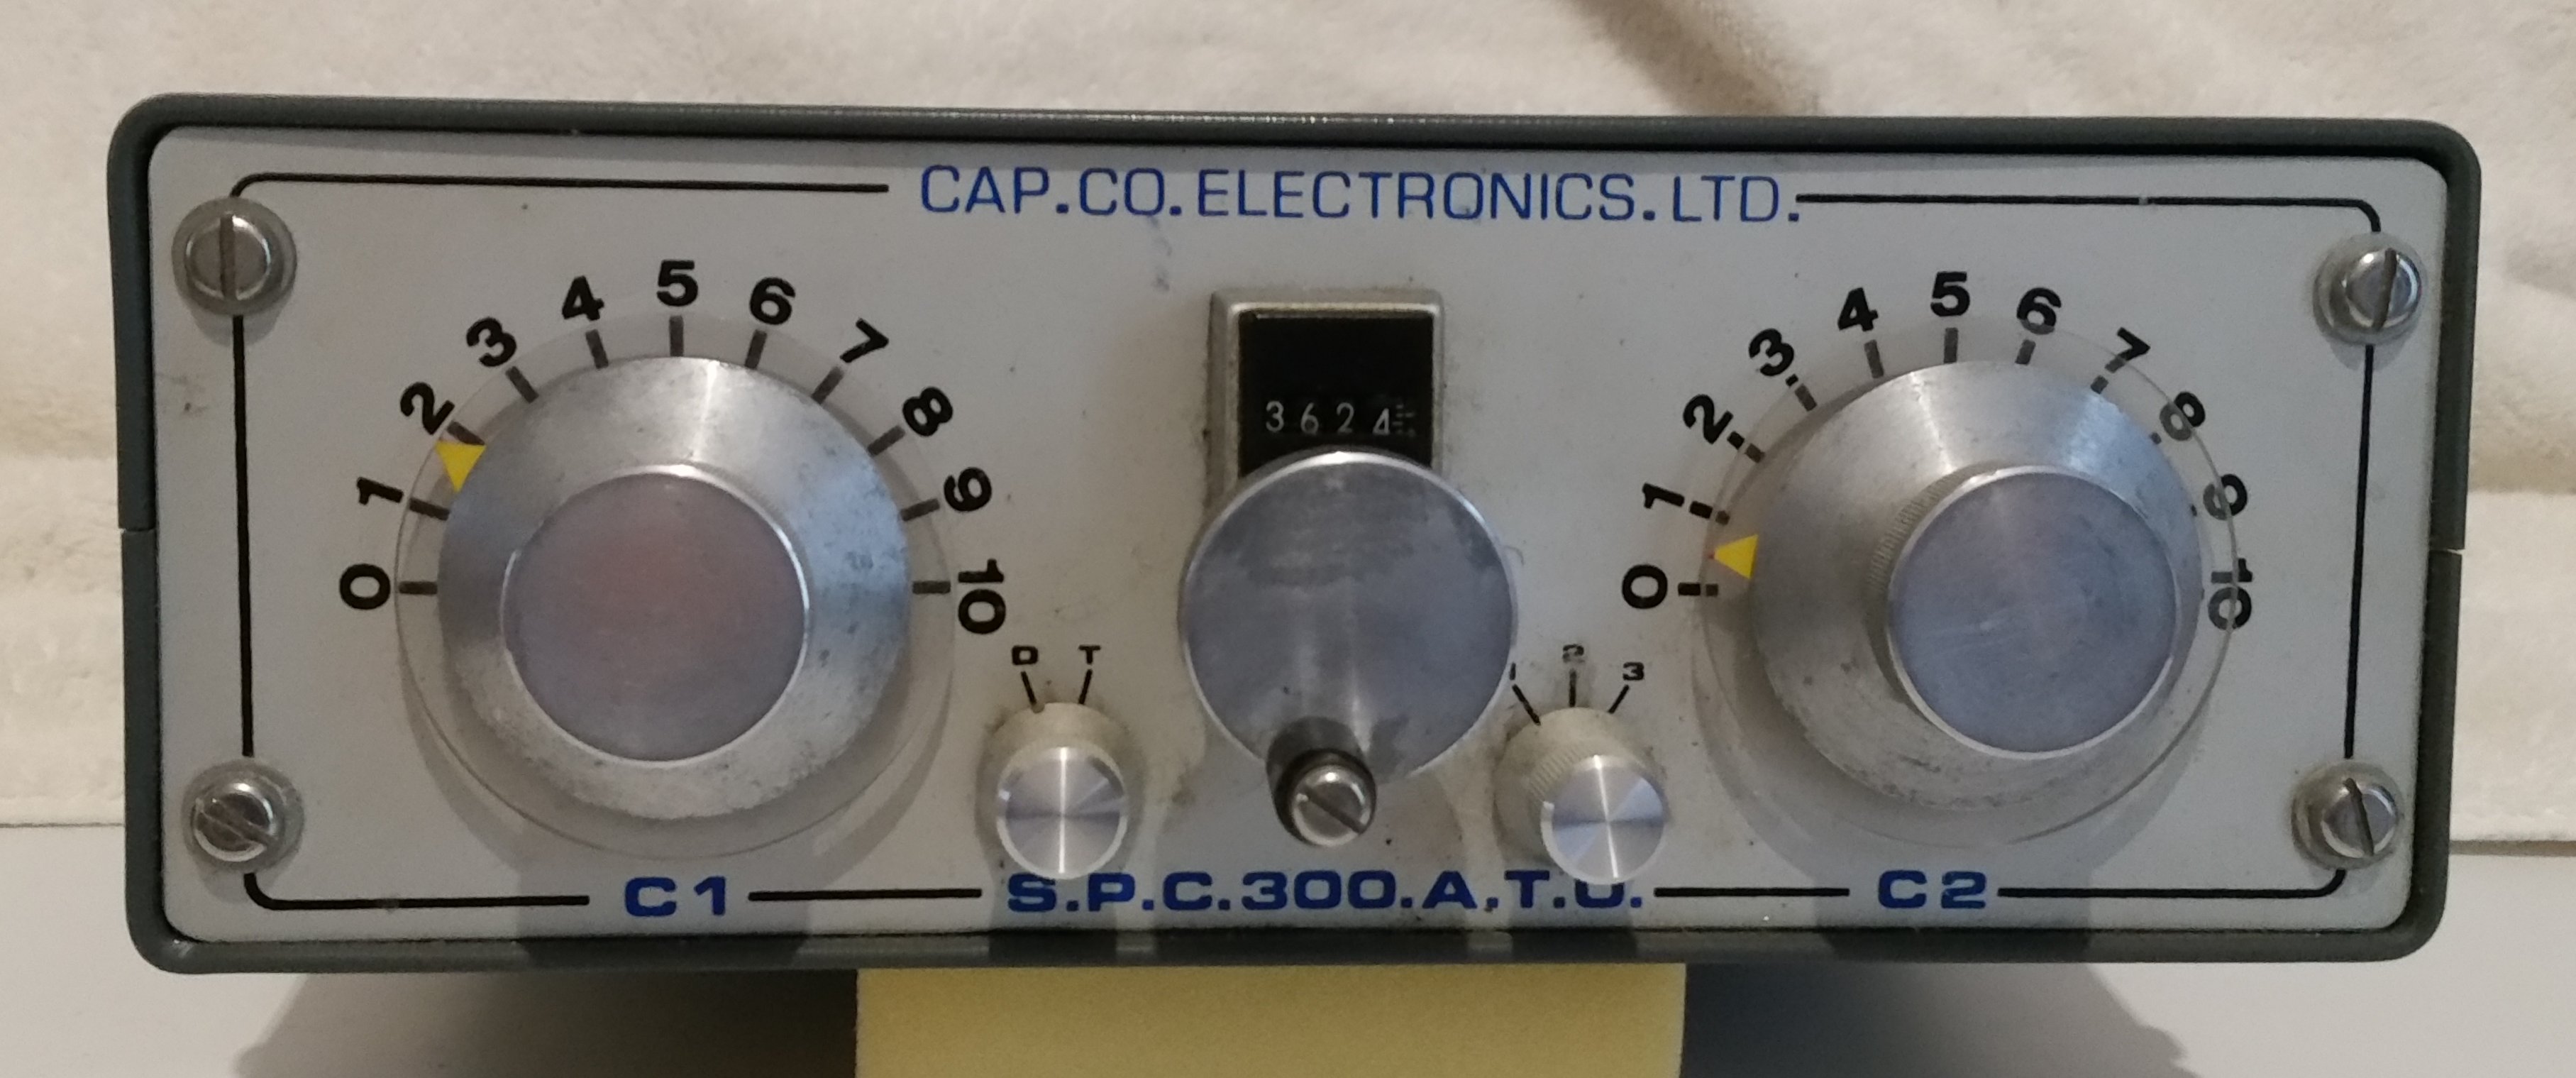 CAP.CO.ELECTRONICS.LTD.
0 1 2 3 4 5 6 7 8 9 10
3624
0 1 2 3 4 5 6 7 8 9 10
D T
1 2 3
C1
S.P.C.300.A.T.U.
C2